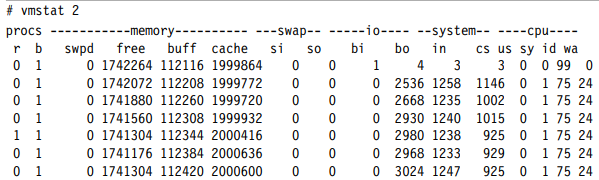 # vmstat 2
procs -----------memory---------- ---swap-- -----io---- --system-- ----cpu----
r b swpd free buff cache si so bi bo in cs us sy id wa
0 1 0 1742264 112116 1999864 0 0 1 4 3 3 0 0 99 0
0 1 0 1742072 112208 1999772 0 0 0 2536 1258 1146 0 1 75 24
0 1 0 1741880 112260 1999720 0 0 0 2668 1235 1002 0 1 75 24
0 1 0 1741560 112308 1999932 0 0 0 2930 1240 1015 0 1 75 24
1 1 0 1741304 112344 2000416 0 0 0 2980 1238 925 0 1 75 24
0 1 0 1741176 112384 2000636 0 0 0 2968 1233 929 0 1 75 24
0 1 0 1741304 112420 2000600 0 0 0 3024 1247 925 0 1 75 24